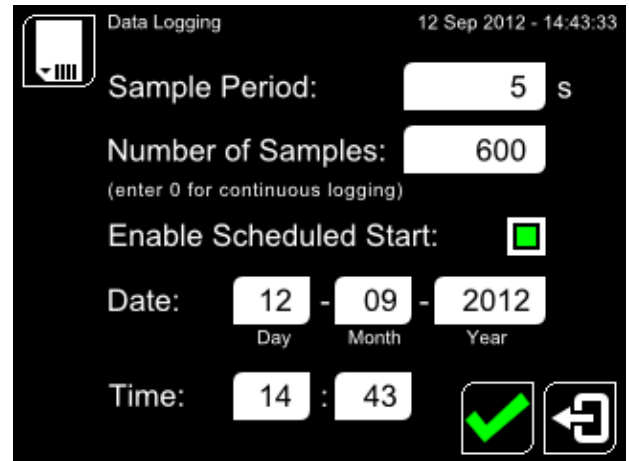 Data Logging 12 Sep 2012 - 14:43:33
Sample Period: 5 s
Number of Samples: 600
(enter 0 for continuous logging)
Enable Scheduled Start:
Date: 12 - 09 - 2012
Day Month Year
Time: 14 : 43